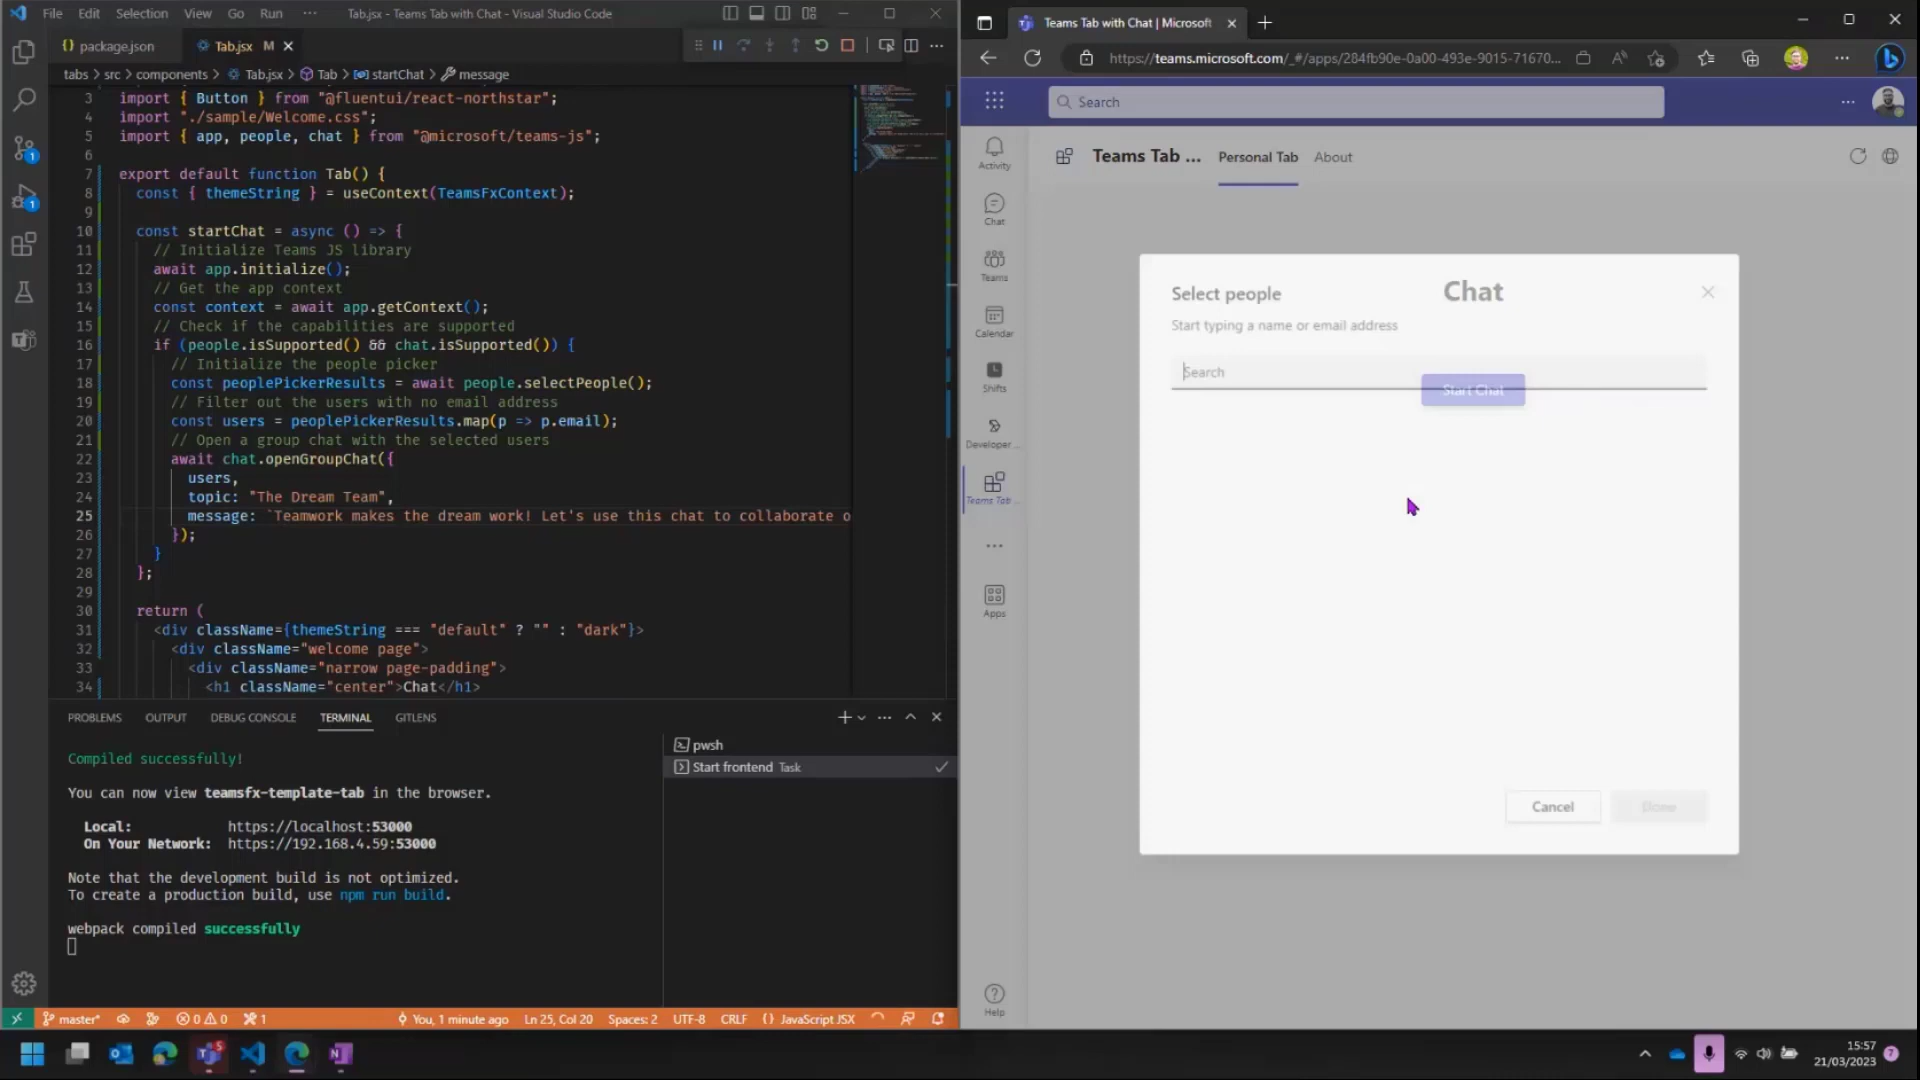 File Edit Selection View Go Run ··· Tab.jsx - Teams Tab with Chat - Visual Studio Code
{} package.json Tab.jsx M
tabs > src > components > Tab.jsx > Tab > startChat > message
3 import { Button } from "@fluentui/react-northstar";
4 import "./sample/Welcome.css";
5 import { app, people, chat } from "@microsoft/teams-js";
6
7 export default function Tab() {
8 const { themeString } = useContext(TeamsFxContext);
9
10 const startChat = async () => {
11 // Initialize Teams JS library
12 await app.initialize();
13 // Get the app context
14 const context = await app.getContext();
15 // Check if the capabilities are supported
16 if (people.isSupported() && chat.isSupported()) {
17 // Initialize the people picker
18 const peoplePickerResults = await people.selectPeople();
19 // Filter out the users with no email address
20 const users = peoplePickerResults.map(p => p.email);
21 // Open a group chat with the selected users
22 await chat.openGroupChat({
23 users,
24 topic: "The Dream Team",
25 message: `Teamwork makes the dream work! Let's use this chat to collaborate o
26 });
27 }
28 };
29
30 return (
31 <div className={themeString === "default" ? "" : "dark"}>
32 <div className="welcome page">
33 <div className="narrow page-padding">
34 <h1 className="center">Chat</h1>
PROBLEMS OUTPUT DEBUG CONSOLE TERMINAL GITLENS
Compiled successfully!
You can now view teamsfx-template-tab in the browser.
Local: https://localhost:53000
On Your Network: https://192.168.4.59:53000
Note that the development build is not optimized.
To create a production build, use npm run build.
webpack compiled successfully
pwsh
Start frontend Task
master* 0 0 1 You, 1 minute ago Ln 25, Col 20 Spaces: 2 UTF-8 CRLF {} JavaScript JSX
1
1
Teams Tab with Chat | Microsoft
https://teams.microsoft.com/_#/apps/284fb90e-0a00-493e-9015-71670...
Search
Activity
Chat
Teams
Calendar
Shifts
Developer ...
Teams Tab ...
Apps
Help
Teams Tab ... Personal Tab About
Select people
Chat
Start typing a name or email address
Search
Start Chat
Cancel Done
5
15:57
21/03/2023
7